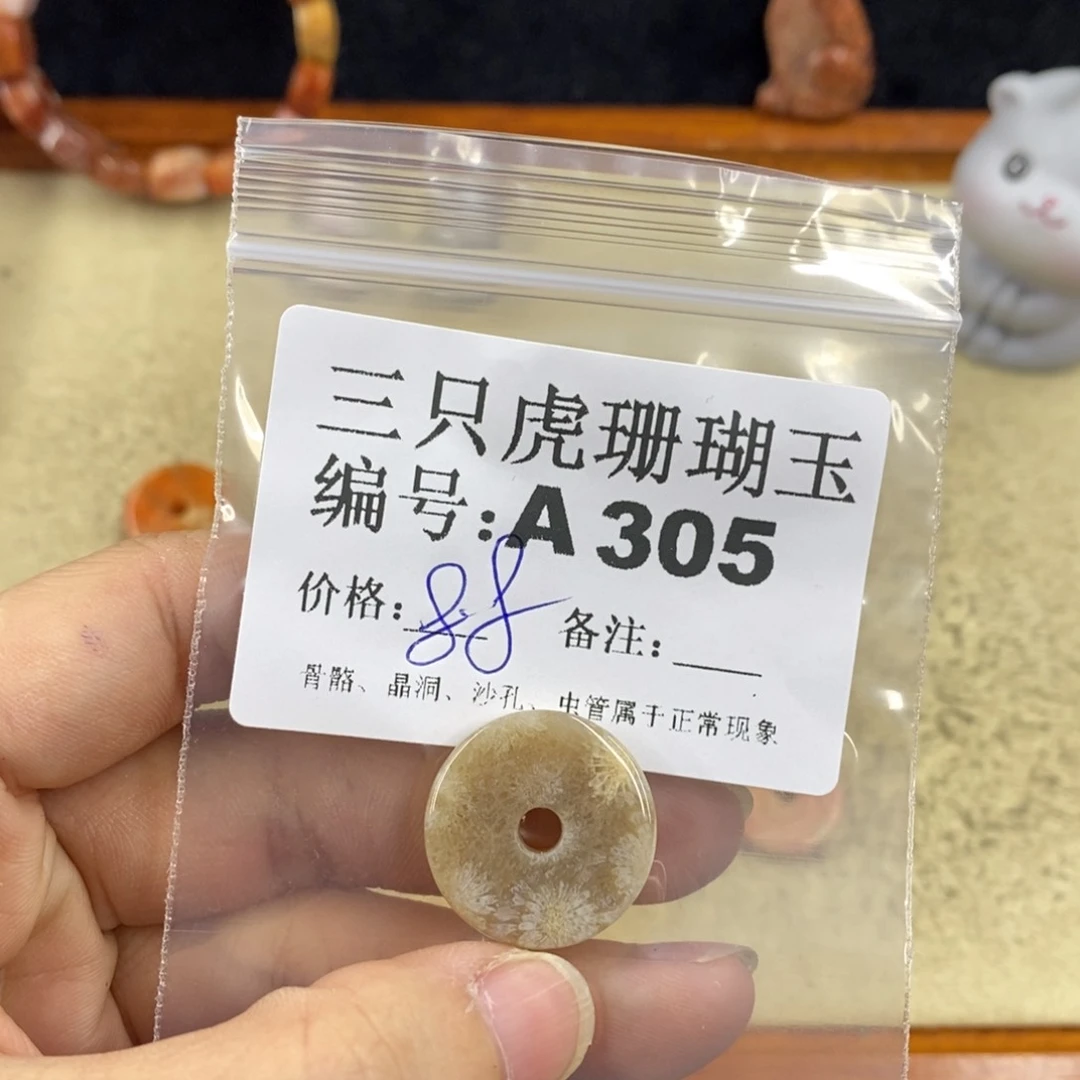 三只虎珊瑚玉
编号:A 305
价格: 88 备注:
骨骼、晶洞、沙孔、虫管属于正常现象